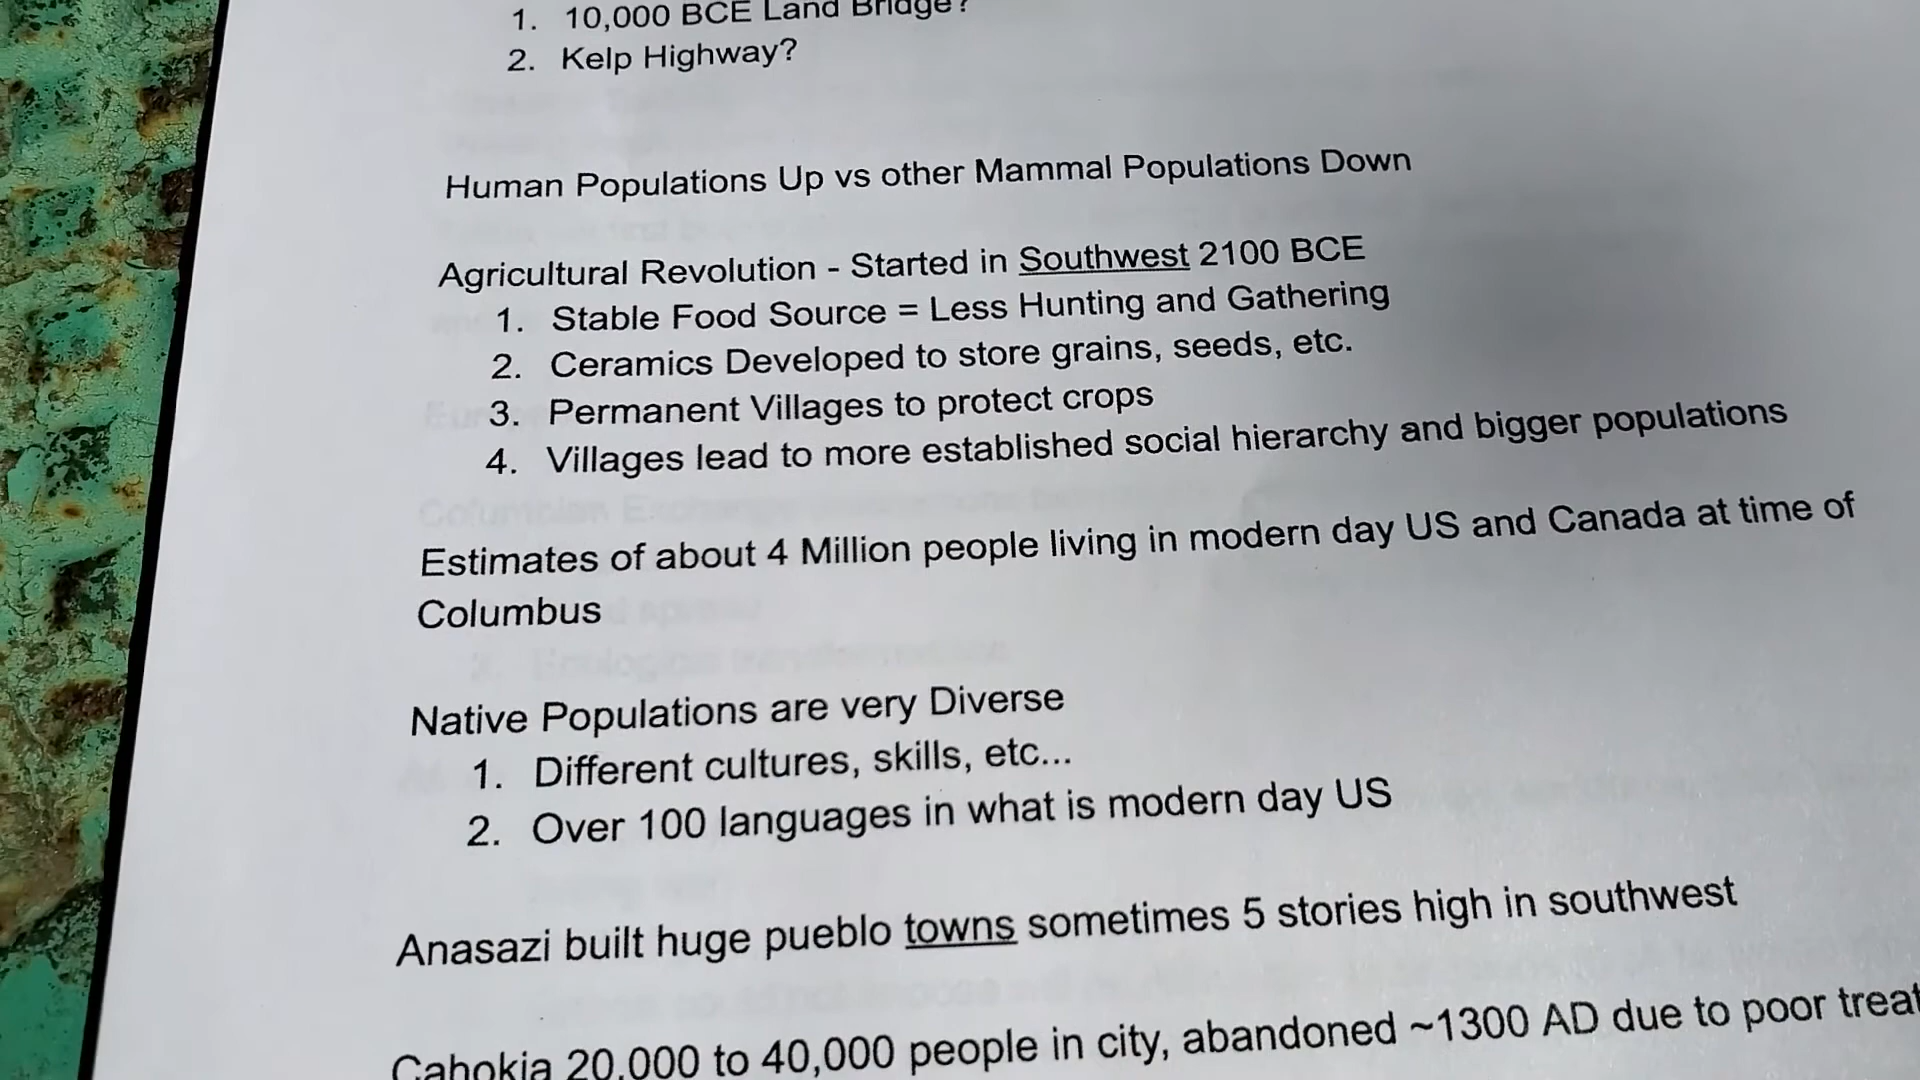 1. 10,000 BCE Land Bridge?
2. Kelp Highway?
Human Populations Up vs other Mammal Populations Down
Agricultural Revolution - Started in Southwest 2100 BCE
1. Stable Food Source = Less Hunting and Gathering
2. Ceramics Developed to store grains, seeds, etc.
3. Permanent Villages to protect crops
4. Villages lead to more established social hierarchy and bigger populations
Estimates of about 4 Million people living in modern day US and Canada at time of
Columbus
Native Populations are very Diverse
1. Different cultures, skills, etc...
2. Over 100 languages in what is modern day US
Anasazi built huge pueblo towns sometimes 5 stories high in southwest
Cahokia 20,000 to 40,000 people in city, abandoned ~1300 AD due to poor